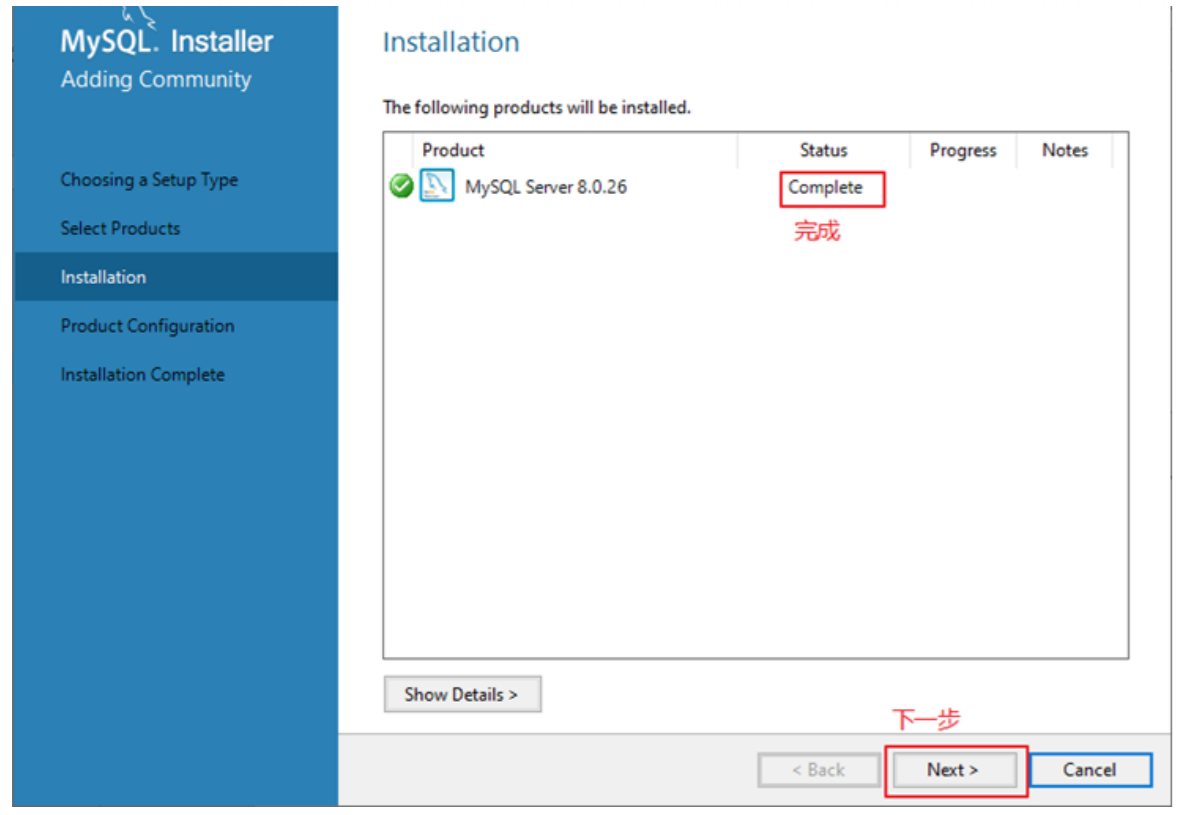 MySQL. Installer
Adding Community
Choosing a Setup Type
Select Products
Installation
Product Configuration
Installation Complete
Installation
The following products will be installed.
Product Status Progress Notes
MySQL Server 8.0.26 Complete
完成
Show Details >
下一步
< Back Next > Cancel